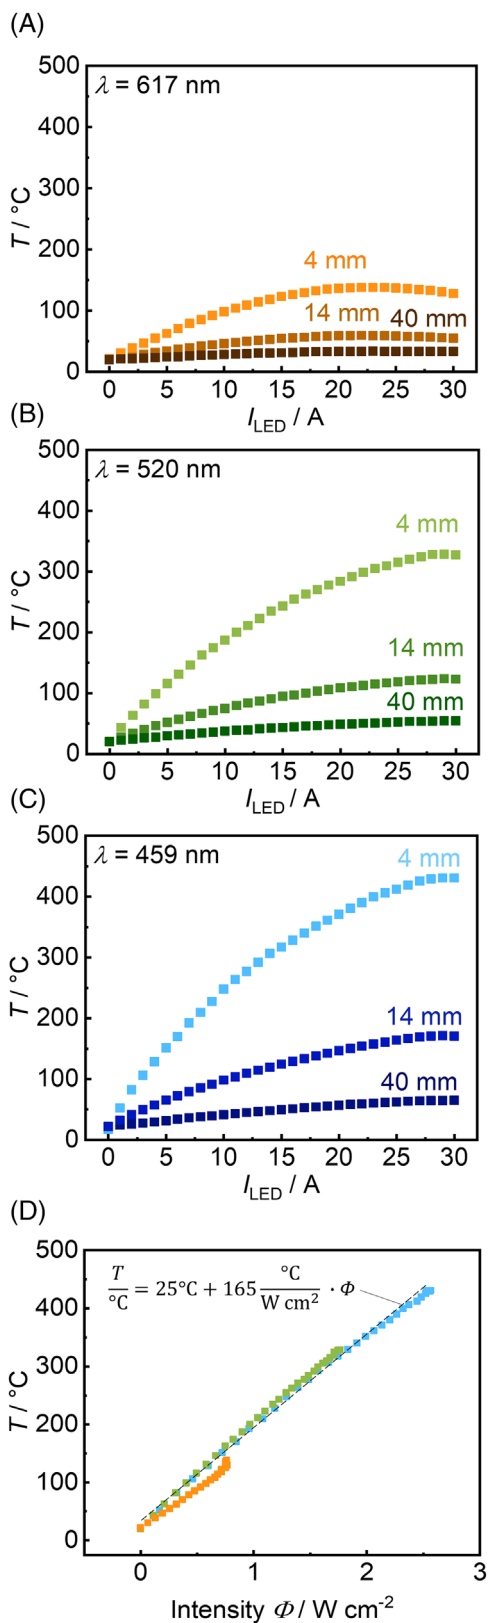 (A)
500
λ = 617 nm
400
300
T / °C
200
4 mm
14 mm
40 mm
100
0
0 5 10 15 20 25 30
I_LED / A
(B)
500
λ = 520 nm
4 mm
400
300
T / °C
200
14 mm
100
40 mm
0
0 5 10 15 20 25 30
I_LED / A
(C)
500
λ = 459 nm
4 mm
400
300
T / °C
200
14 mm
100
40 mm
0
0 5 10 15 20 25 30
I_LED / A
(D)
500
T/°C = 25°C + 165 °C/W cm² · Φ
400
300
T / °C
200
100
0
0 1 2 3
Intensity Φ / W cm⁻²